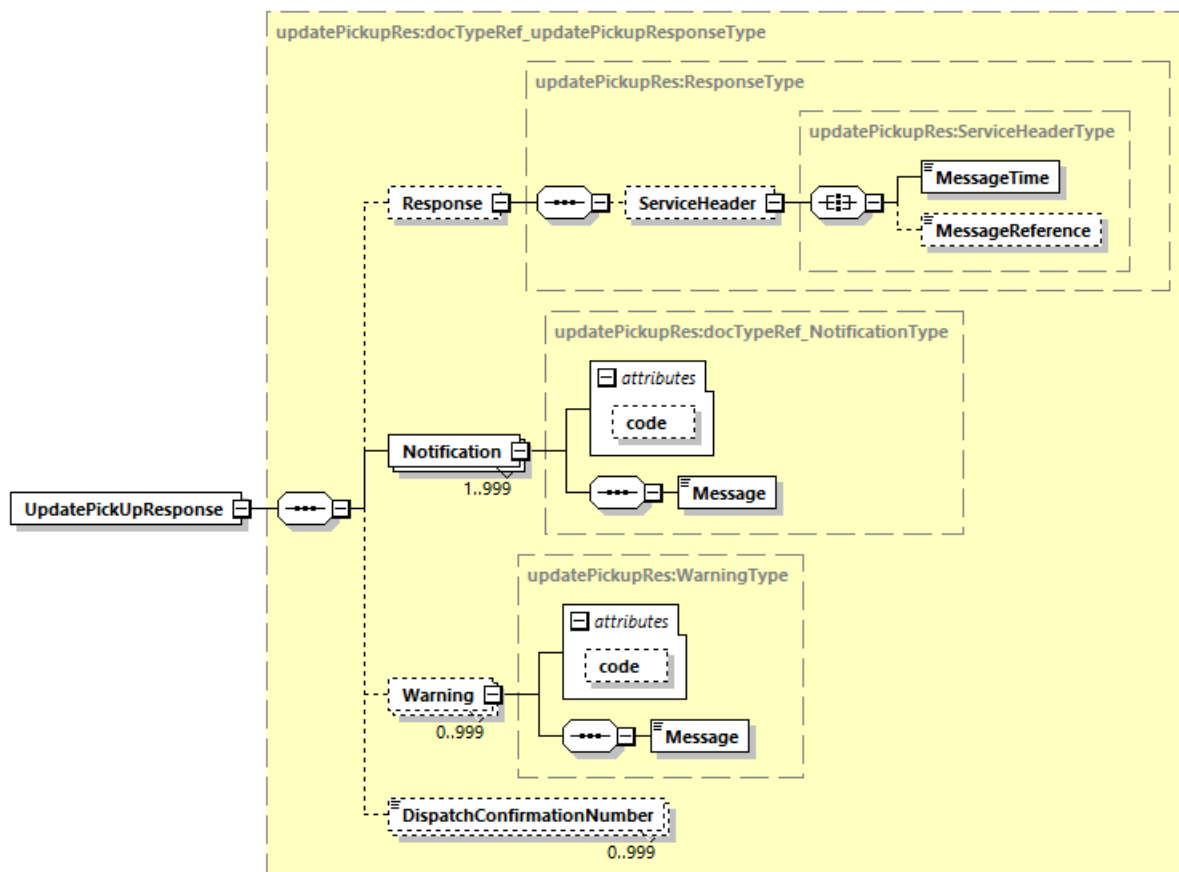 updatePickupRes:docTypeRef_updatePickupResponseType
updatePickupRes:ResponseType
updatePickupRes:ServiceHeaderType
MessageTime
Response
ServiceHeader
MessageReference
updatePickupRes:docTypeRef_NotificationType
attributes
code
Notification
1..999
Message
UpdatePickUpResponse
updatePickupRes:WarningType
attributes
code
Warning
0..999
Message
DispatchConfirmationNumber
0..999